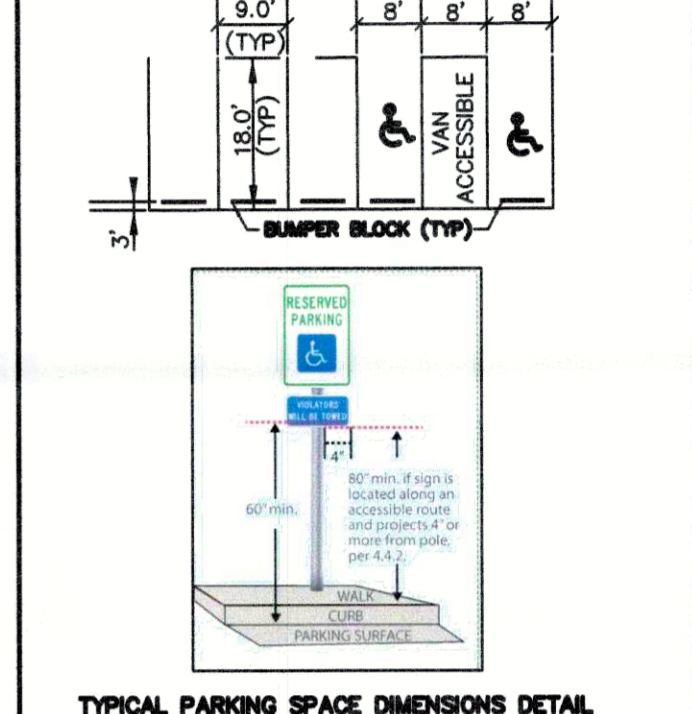 9.0'
(TYP)
8'
8'
8'
18.0'
(TYP)
VAN
ACCESSIBLE
3'
BUMPER BLOCK (TYP)
RESERVED
PARKING
VIOLATORS
WILL BE TOWED
4"
60" min.
80" min. if sign is
located along an
accessible route
and projects 4" or
more from pole,
per 4.4.2.
WALK
CURB
PARKING SURFACE
TYPICAL PARKING SPACE DIMENSIONS DETAIL